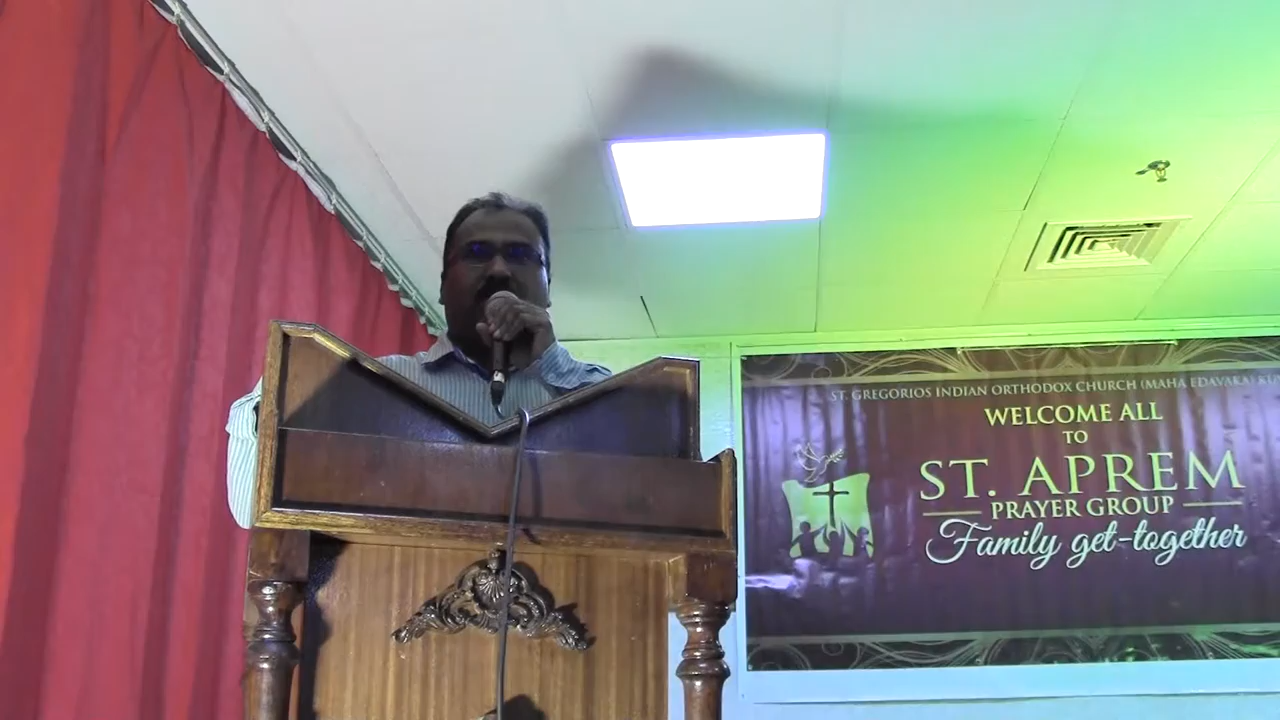 ST. GREGORIOS INDIAN ORTHODOX CHURCH (MAHA EDAVAKA)
WELCOME ALL
TO
ST. APREM
PRAYER GROUP
Family get-together